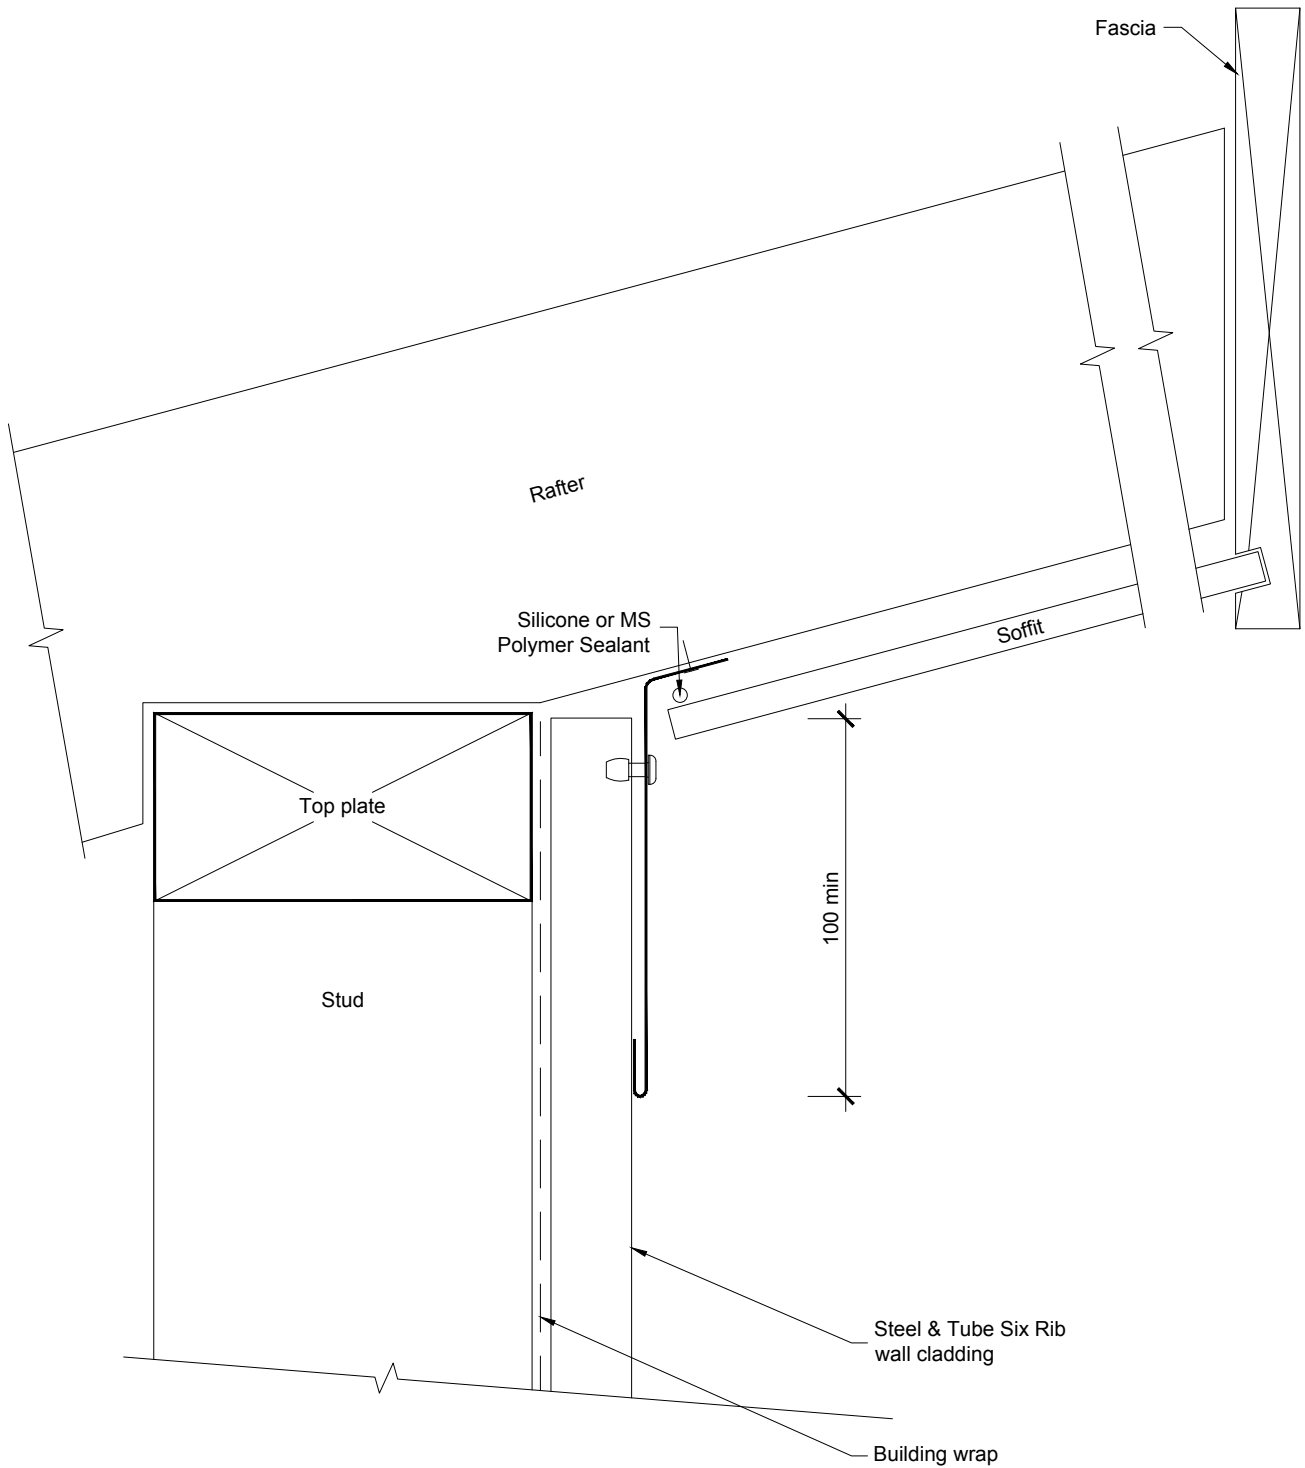 Fascia
Rafter
Silicone or MS
Polymer Sealant
Soffit
Top plate
100 min
Stud
Steel & Tube Six Rib
wall cladding
Building wrap